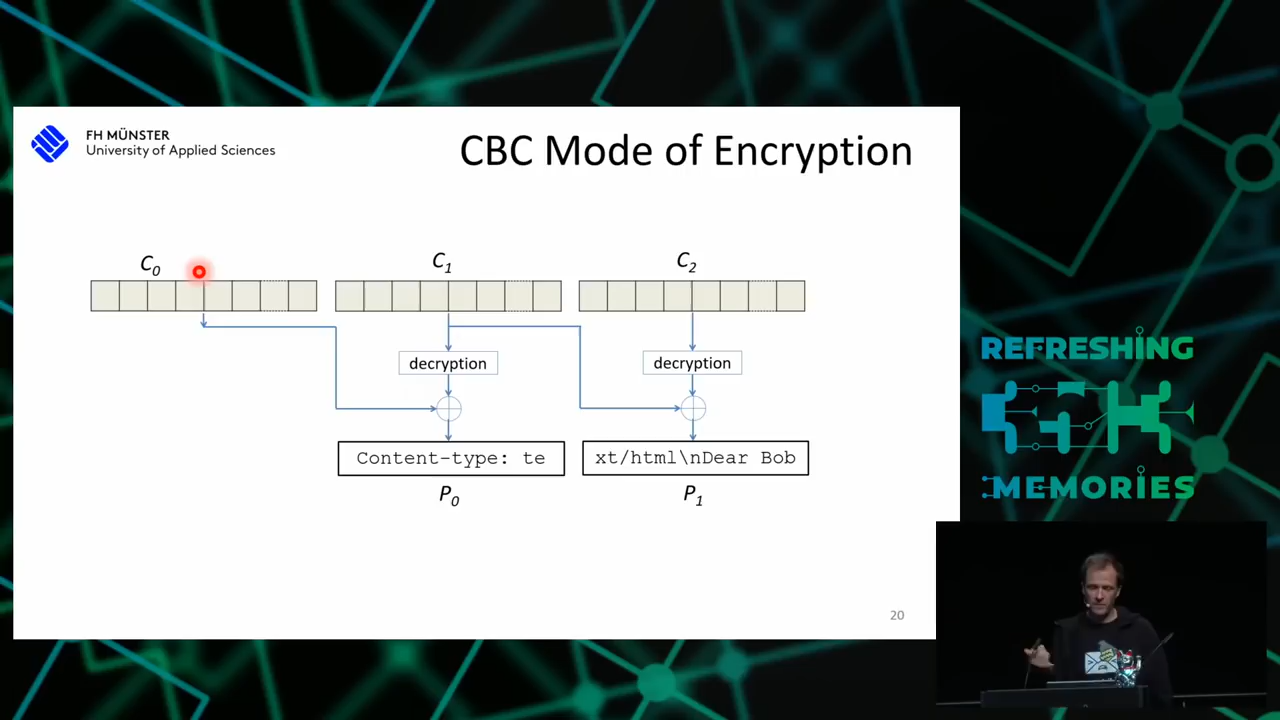 FH MÜNSTER
University of Applied Sciences
CBC Mode of Encryption
C0
C1
C2
decryption
decryption
Content-type: te
xt/html\nDear Bob
P0
P1
20
REFRESHING
MEMORIES